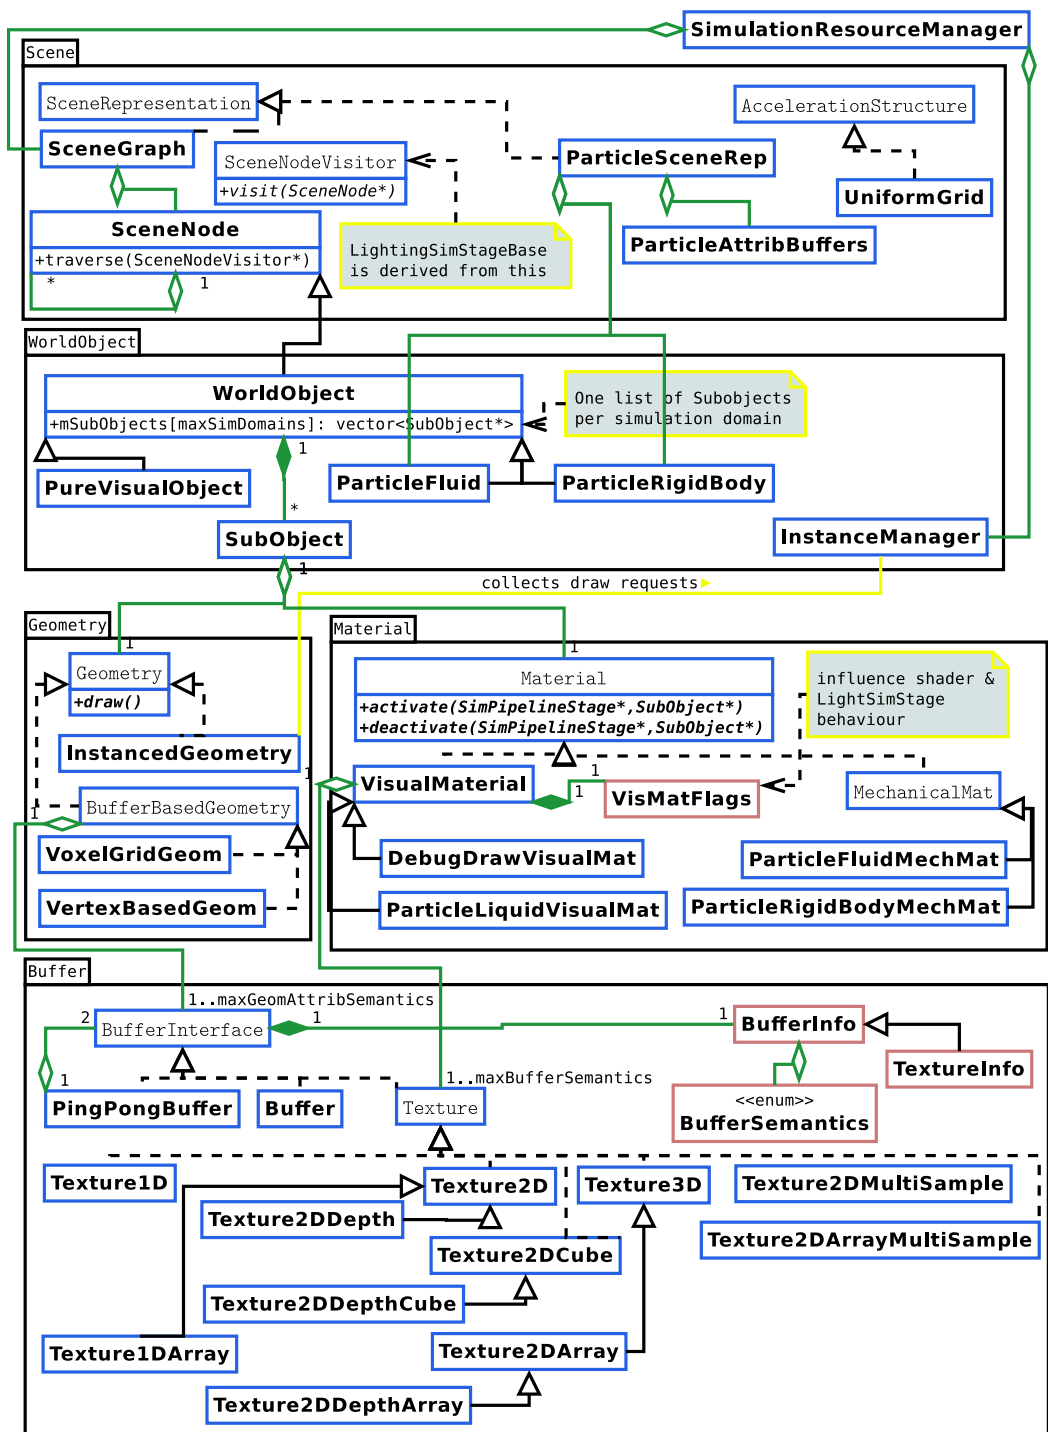 SimulationResourceManager
Scene
SceneRepresentation
AccelerationStructure
SceneGraph
SceneNodeVisitor
+visit(SceneNode*)
ParticleSceneRep
UniformGrid
SceneNode
+traverse(SceneNodeVisitor*)
*
1
LightingSimStageBase
is derived from this
ParticleAttribBuffers
WorldObject
WorldObject
+mSubObjects[maxSimDomains]: vector<SubObject*>
One list of Subobjects
per simulation domain
1
PureVisualObject
ParticleFluid
ParticleRigidBody
*
SubObject
InstanceManager
1
collects draw requests
Geometry
Material
1
1
Geometry
+draw()
Material
+activate(SimPipelineStage*,SubObject*)
+deactivate(SimPipelineStage*,SubObject*)
influence shader &
LightSimStage
behaviour
InstancedGeometry
1
VisualMaterial
1
1
VisMatFlags
MechanicalMat
BufferBasedGeometry
1
VoxelGridGeom
DebugDrawVisualMat
ParticleFluidMechMat
VertexBasedGeom
ParticleLiquidVisualMat
ParticleRigidBodyMechMat
Buffer
1..maxGeomAttribSemantics
2
BufferInterface
1
1
BufferInfo
TextureInfo
1
1..maxBufferSemantics
PingPongBuffer
Buffer
Texture
<<enum>>
BufferSemantics
Texture1D
Texture2D
Texture3D
Texture2DMultiSample
Texture2DDepth
Texture2DArrayMultiSample
Texture2DCube
Texture2DDepthCube
Texture1DArray
Texture2DArray
Texture2DDepthArray